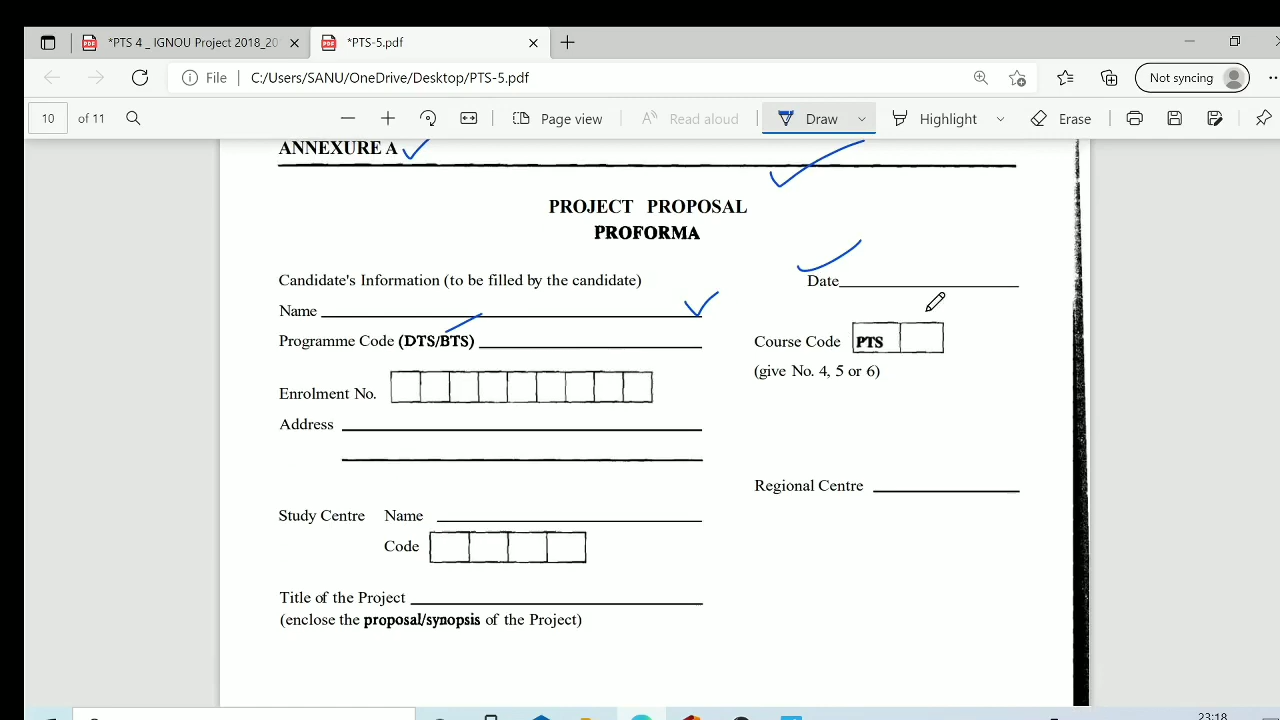 *PTS 4 _ IGNOU Project 2018_20
*PTS-5.pdf
File C:/Users/SANU/OneDrive/Desktop/PTS-5.pdf
Not syncing
10 of 11
Page view
Read aloud
Draw
Highlight
Erase
ANNEXURE A
PROJECT PROPOSAL
PROFORMA
Candidate's Information (to be filled by the candidate)
Date
Name
Programme Code (DTS/BTS)
Course Code PTS
(give No. 4, 5 or 6)
Enrolment No.
Address
Regional Centre
Study Centre Name
Code
Title of the Project
(enclose the proposal/synopsis of the Project)
23:18